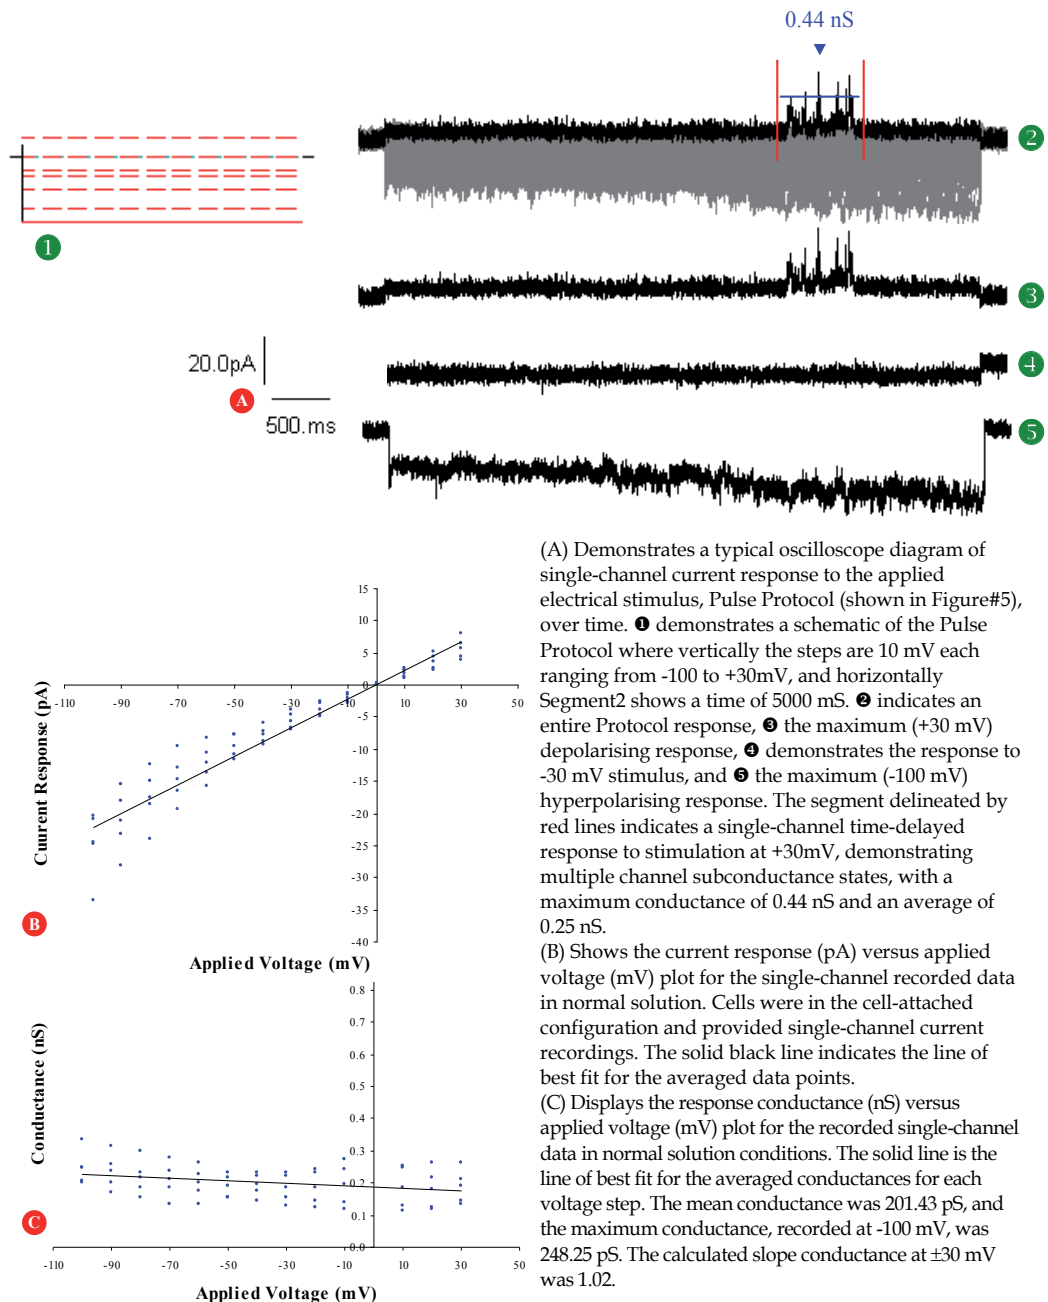 0.44 nS
2
1
3
20.0pA
4
A
500.ms
5
(A) Demonstrates a typical oscilloscope diagram of
single-channel current response to the applied
electrical stimulus, Pulse Protocol (shown in Figure#5),
over time. ❶ demonstrates a schematic of the Pulse
Protocol where vertically the steps are 10 mV each
ranging from -100 to +30mV, and horizontally
Segment2 shows a time of 5000 mS. ❷ indicates an
entire Protocol response, ❸ the maximum (+30 mV)
depolarising response, ❹ demonstrates the response to
-30 mV stimulus, and ❺ the maximum (-100 mV)
hyperpolarising response. The segment delineated by
red lines indicates a single-channel time-delayed
response to stimulation at +30mV, demonstrating
multiple channel subconductance states, with a
maximum conductance of 0.44 nS and an average of
0.25 nS.
(B) Shows the current response (pA) versus applied
voltage (mV) plot for the single-channel recorded data
in normal solution. Cells were in the cell-attached
configuration and provided single-channel current
recordings. The solid black line indicates the line of
best fit for the averaged data points.
(C) Displays the response conductance (nS) versus
applied voltage (mV) plot for the recorded single-channel
data in normal solution conditions. The solid line is the
line of best fit for the averaged conductances for each
voltage step. The mean conductance was 201.43 pS, and
the maximum conductance, recorded at -100 mV, was
248.25 pS. The calculated slope conductance at ±30 mV
was 1.02.
Cuurent Response (pA)
15
10
5
0
-110 -90 -70 -50 -30 -10 10 30 50
-5
-10
-15
-20
-25
-30
-35
-40
B
Applied Voltage (mV)
Conductance (nS)
0.8
0.7
0.6
0.5
0.4
0.3
0.2
0.1
0.0
C
-110 -90 -70 -50 -30 -10 10 30 50
Applied Voltage (mV)